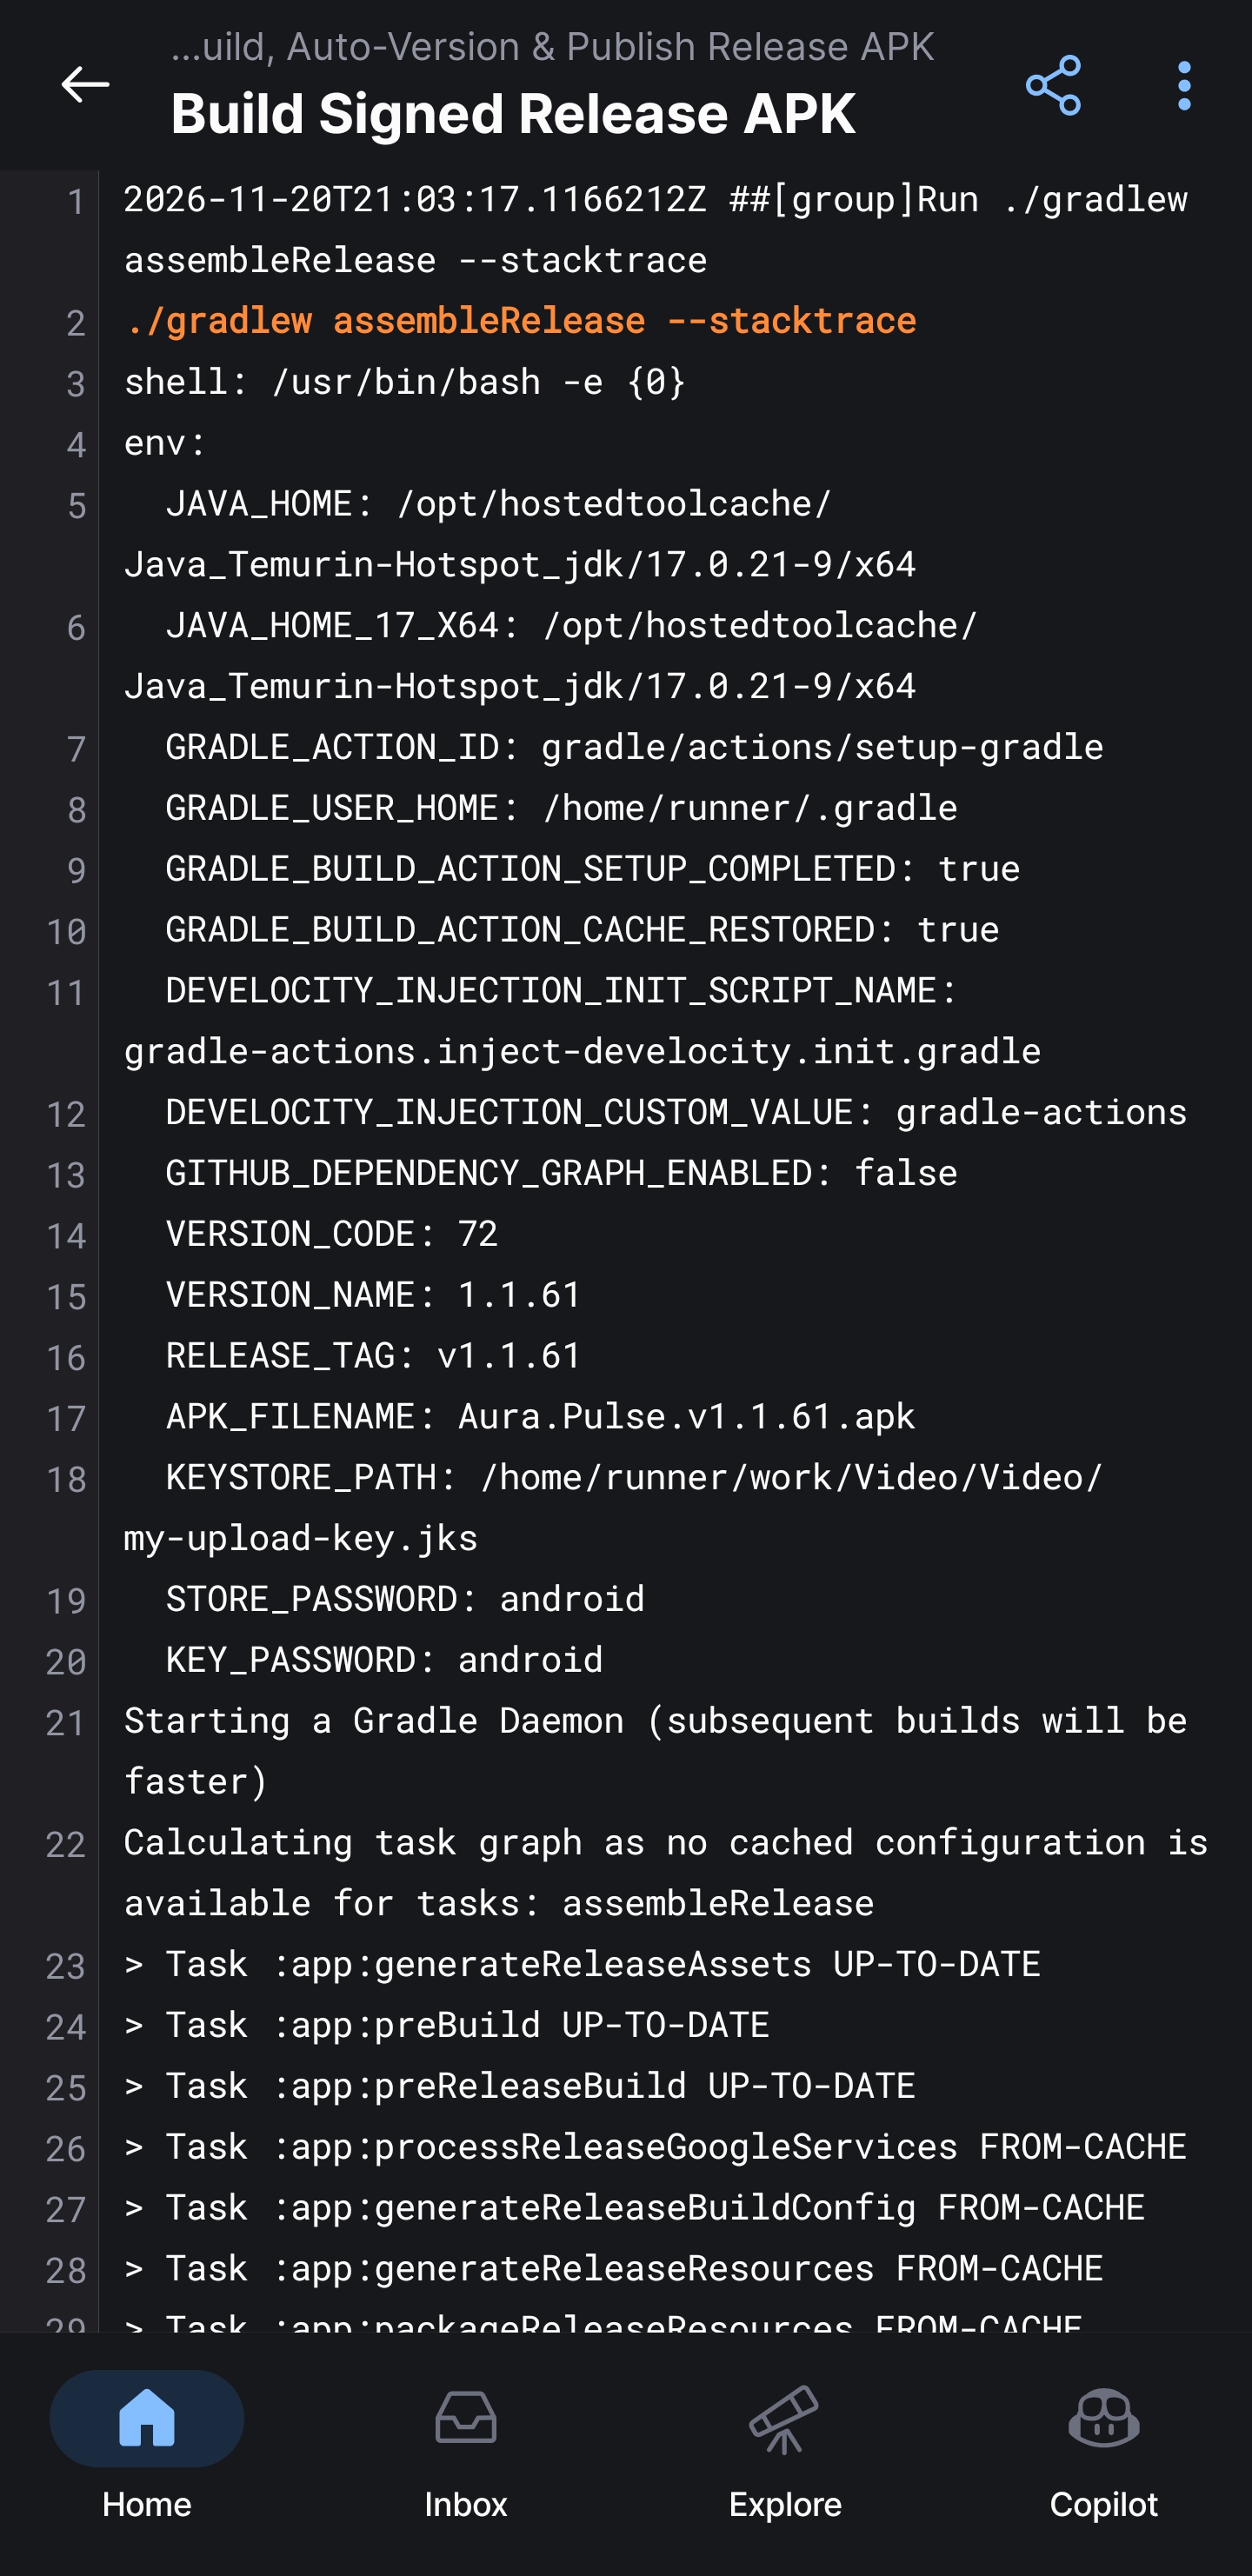 ...uild, Auto-Version & Publish Release APK
Build Signed Release APK
1 2026-11-20T21:03:17.1166212Z ##[group]Run ./gradlew
assembleRelease --stacktrace
2 ./gradlew assembleRelease --stacktrace
3 shell: /usr/bin/bash -e {0}
4 env:
5 JAVA_HOME: /opt/hostedtoolcache/
Java_Temurin-Hotspot_jdk/17.0.21-9/x64
6 JAVA_HOME_17_X64: /opt/hostedtoolcache/
Java_Temurin-Hotspot_jdk/17.0.21-9/x64
7 GRADLE_ACTION_ID: gradle/actions/setup-gradle
8 GRADLE_USER_HOME: /home/runner/.gradle
9 GRADLE_BUILD_ACTION_SETUP_COMPLETED: true
10 GRADLE_BUILD_ACTION_CACHE_RESTORED: true
11 DEVELOCITY_INJECTION_INIT_SCRIPT_NAME:
gradle-actions.inject-develocity.init.gradle
12 DEVELOCITY_INJECTION_CUSTOM_VALUE: gradle-actions
13 GITHUB_DEPENDENCY_GRAPH_ENABLED: false
14 VERSION_CODE: 72
15 VERSION_NAME: 1.1.61
16 RELEASE_TAG: v1.1.61
17 APK_FILENAME: Aura.Pulse.v1.1.61.apk
18 KEYSTORE_PATH: /home/runner/work/Video/Video/
my-upload-key.jks
19 STORE_PASSWORD: android
20 KEY_PASSWORD: android
21 Starting a Gradle Daemon (subsequent builds will be
faster)
22 Calculating task graph as no cached configuration is
available for tasks: assembleRelease
23 > Task :app:generateReleaseAssets UP-TO-DATE
24 > Task :app:preBuild UP-TO-DATE
25 > Task :app:preReleaseBuild UP-TO-DATE
26 > Task :app:processReleaseGoogleServices FROM-CACHE
27 > Task :app:generateReleaseBuildConfig FROM-CACHE
28 > Task :app:generateReleaseResources FROM-CACHE
29 > Task :app:packageReleaseResources FROM-CACHE
Home
Inbox
Explore
Copilot